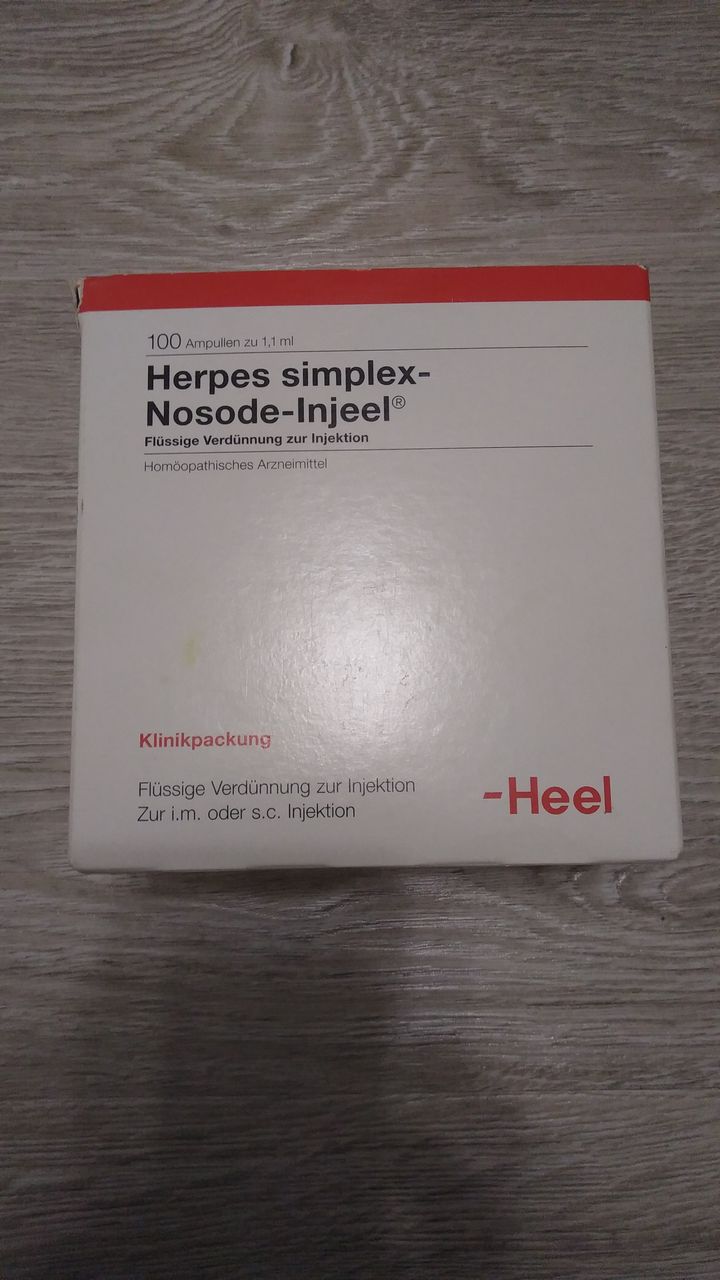 100 Ampullen zu 1,1 ml
Herpes simplex-
Nosode-Injeel®
Flüssige Verdünnung zur Injektion
Homöopathisches Arzneimittel
Klinikpackung
Flüssige Verdünnung zur Injektion
Zur i.m. oder s.c. Injektion
-Heel